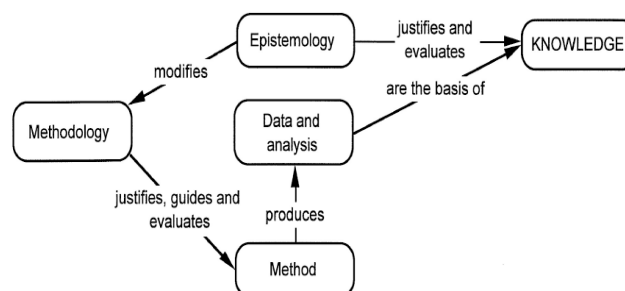 Epistemology
justifies and
evaluates
KNOWLEDGE
modifies
are the basis of
Methodology
Data and
analysis
justifies, guides and
evaluates
produces
Method